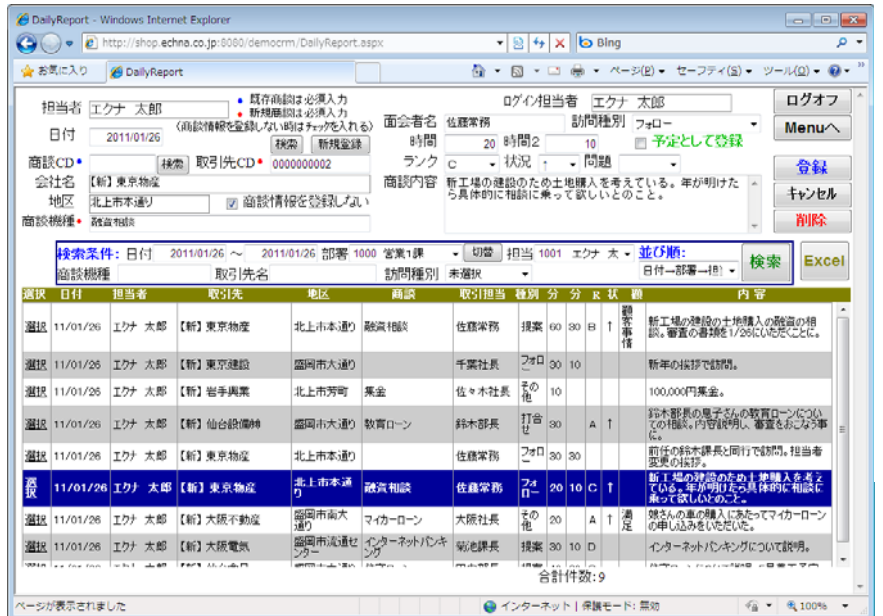 DailyReport - Windows Internet Explorer
http://shop.echna.co.jp:8080/democrm/DailyReport.aspx
Bing
お気に入り
DailyReport
ページ(P)
セーフティ(S)
ツール(O)
担当者 エクナ 太郎
• 既存商談は必須入力
• 新規商談は必須入力
ログイン担当者 エクナ 太郎
ログオフ
(商談情報を登録しない時はチェックを入れる)
日付 2011/01/26 検索 新規登録
面会者名 佐藤常務 訪問種別 フォロー
Menuへ
時間 20 時間2 10 予定として登録
商談CD• 検索 取引先CD• 0000000002
ランク C 状況 ↑ 問題
登録
会社名 【新】東京物産
商談内容 新工場の建設のため土地購入を考えている。年が明けたら具体的に相談に乗って欲しいとのこと。
キャンセル
地区 北上市本通り 商談情報を登録しない
商談機種• 融資相談
削除
検索条件: 日付 2011/01/26 ～ 2011/01/26 部署 1000 営業1課 切替 担当 1001 エクナ 太 並び順:
商談機種 取引先名 訪問種別 未選択 日付→部署→担 検索 Excel
選択 日付 担当者 取引先 地区 商談 取引担当 種別 分 分 R 状 内 容
選択 11/01/26 エクナ 太郎 【新】東京物産 北上市本通り 融資相談 佐藤常務 提案 60 30 B ↑ 顧客事情 新工場の建設の土地購入の融資の相談。審査の書類を1/26にいただくことに。
選択 11/01/26 エクナ 太郎 【新】東京建設 盛岡市大通り 千葉社長 フォロー 30 10 新年の挨拶で訪問。
選択 11/01/26 エクナ 太郎 【新】岩手興業 北上市芳町 集金 佐々木社長 その他 10 100,000円集金。
選択 11/01/26 エクナ 太郎 【新】仙台設備㈱ 盛岡市大通り 教育ローン 鈴木部長 打合せ 30 A ↑ 鈴木部長の息子さんの教育ローンについての相談。内容説明し、審査をおこなう事に。
選択 11/01/26 エクナ 太郎 【新】東京物産 北上市本通り 佐藤常務 フォロー 30 30 前任の鈴木課長と同行で訪問。担当者変更の挨拶。
選択 11/01/26 エクナ 太郎 【新】東京物産 北上市本通り 融資相談 佐藤常務 フォロー 20 10 C ↑ 新工場の建設のため土地購入を考えている。年が明けたら具体的に相談に乗って欲しいとのこと。
選択 11/01/26 エクナ 太郎 【新】大阪不動産 盛岡市南大通り マイカーローン 大阪社長 その他 20 A ↑ 満足 娘さんの車の購入にあたってマイカーローンの申し込みをいただいた。
選択 11/01/26 エクナ 太郎 【新】大阪電気 盛岡市流通センター インターネットバンキング 菊池課長 提案 30 10 D インターネットバンキングについて説明。
合計件数:9
ページが表示されました
インターネット | 保護モード: 無効
100%